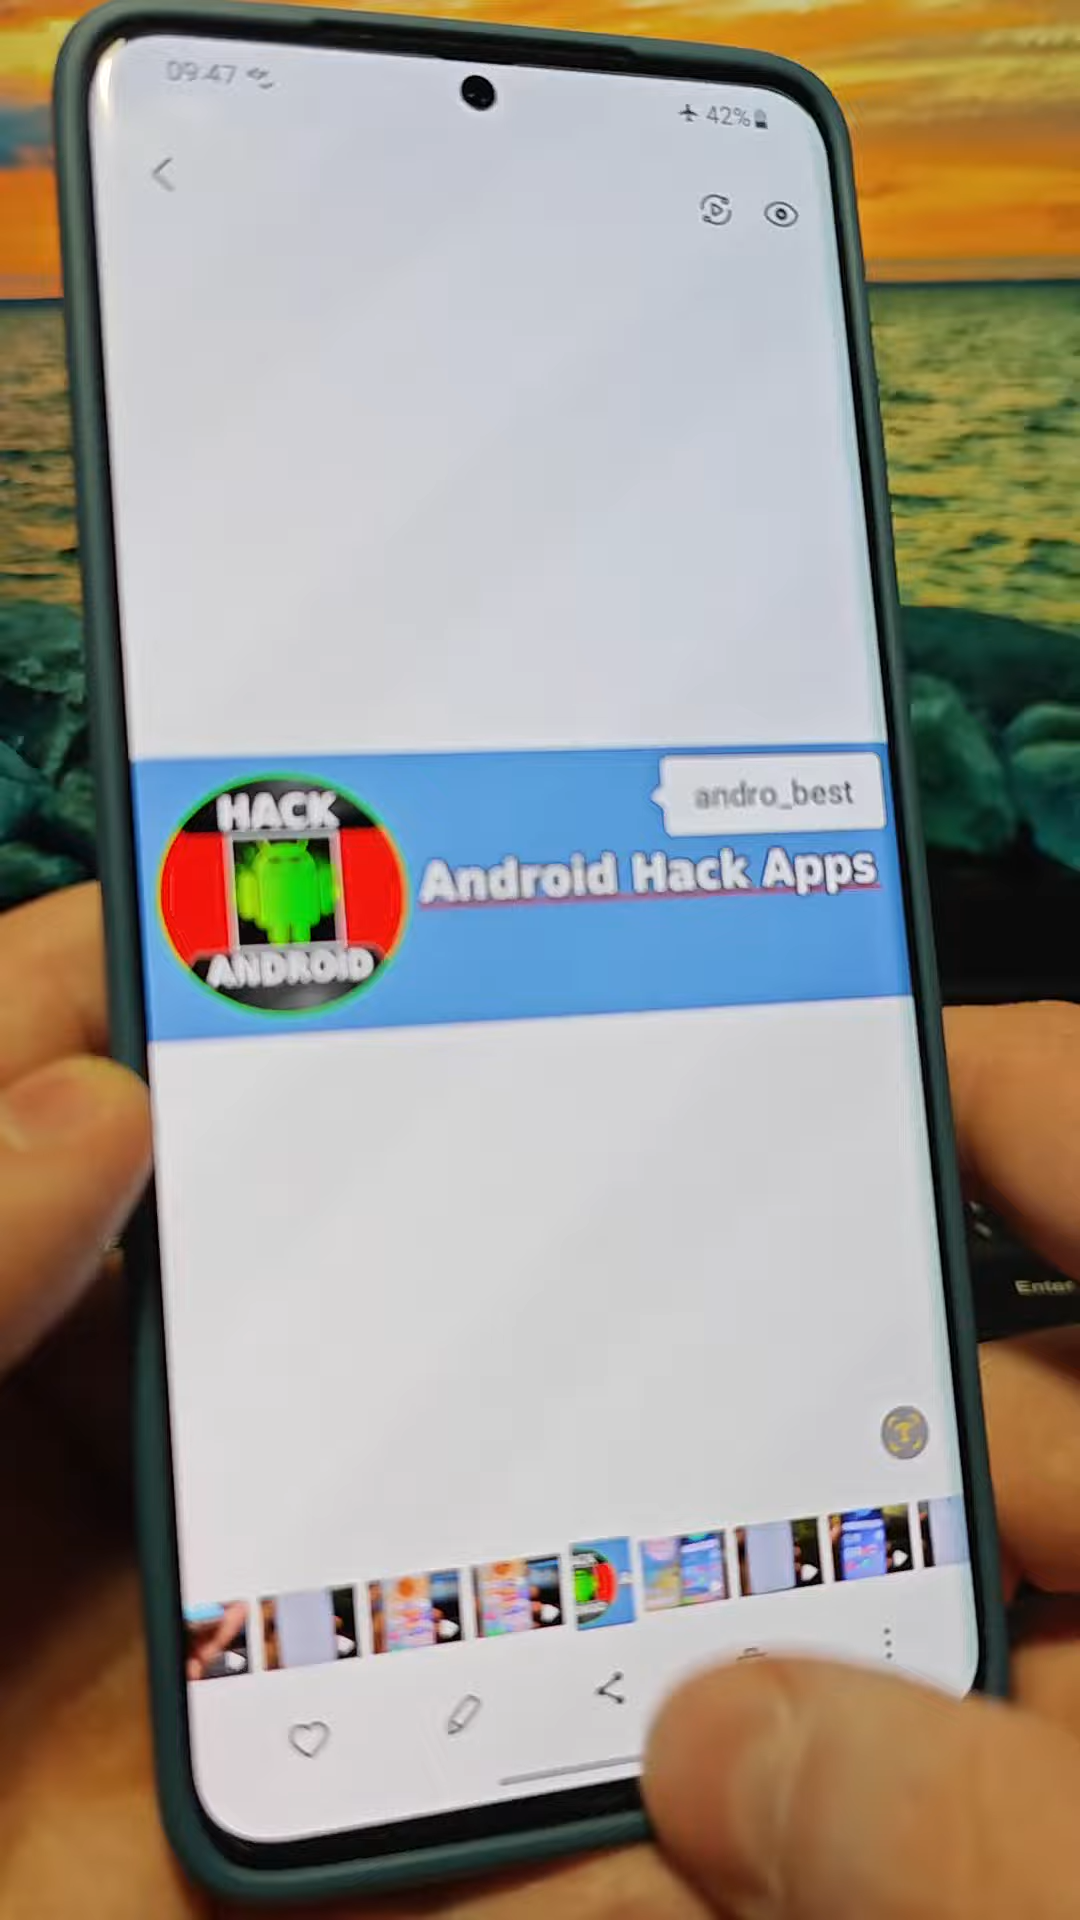 09:47
42%
andro_best
HACK
Android Hack Apps
ANDROID
Enter